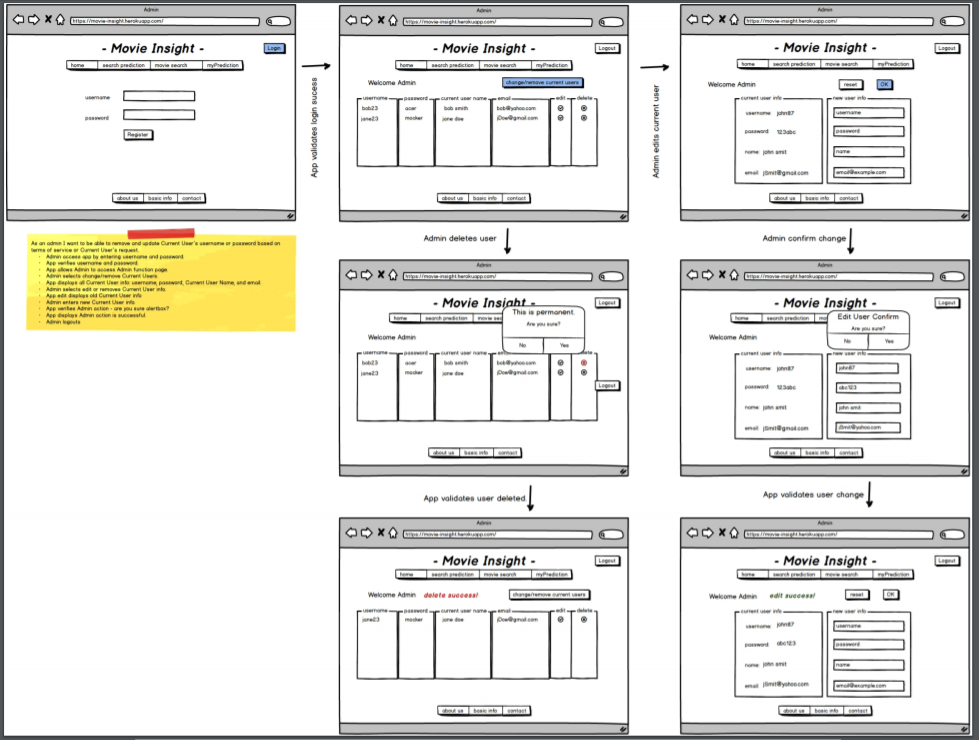 Admin
https://movie-insight.herokuapp.com/
- Movie Insight -
Login
home search prediction movie search myPrediction
username
password
Register
about us basic info contact
As an admin I want to be able to remove and update Current User's username or password based on
terms of service or Current User's request.
· Admin access app by entering username and password.
· App verifies username and password.
· App allows Admin to access Admin function page.
· Admin selects change/remove Current Users.
· App displays all Current User info: username, password, Current User Name, and email.
· Admin selects edit or removes Current User info.
· App edit displays old Current User info
· Admin enters new Current User info.
· App verifies Admin action - are you sure alertbox?
· App displays Admin action is successful.
· Admin logouts
App validates login sucess
Admin
https://movie-insight.herokuapp.com/
- Movie Insight -
Logout
home search prediction movie search myPrediction
Welcome Admin
change/remove current users
username password current user name email edit delete
bob23 acer bob smith bob@yahoo.com
jane23 mocker jane doe jDow@gmail.com
about us basic info contact
Admin edits current user
Admin
https://movie-insight.herokuapp.com/
- Movie Insight -
Logout
home search prediction movie search myPrediction
Welcome Admin
reset OK
current user info new user info
username john87 username
password 123abc password
name john smit name
email jSmit@gmail.com email@example.com
about us basic info contact
Admin deletes user
Admin
https://movie-insight.herokuapp.com/
- Movie Insight -
Logout
home search prediction movie sea
This is permanent.
Are you sure?
No Yes
Welcome Admin
username password current user name ema delete
bob23 acer bob smith bob@yahoo.com
jane23 mocker jane doe jDow@gmail.com
Logout
about us basic info contact
Admin confirm change
Admin
https://movie-insight.herokuapp.com/
- Movie Insight -
Logout
home search prediction movie sea
Edit User Confirm
Are you sure?
No Yes
Welcome Admin
current user info new user info
username john87 john87
password 123abc abc123
name john smit john smit
email jSmit@gmail.com jSmit@yahoo.com
about us basic info contact
App validates user deleted.
Admin
https://movie-insight.herokuapp.com/
- Movie Insight -
Logout
home search prediction movie search myPrediction
Welcome Admin delete success! change/remove current users
username password current user name email edit delete
jane23 mocker jane doe jDow@gmail.com
about us basic info contact
App validates user change
Admin
https://movie-insight.herokuapp.com/
- Movie Insight -
Logout
home search prediction movie search myPrediction
Welcome Admin edit success! reset OK
current user info new user info
username john87 username
password abc123 password
name john smit name
email jSmit@yahoo.com email@example.com
about us basic info contact